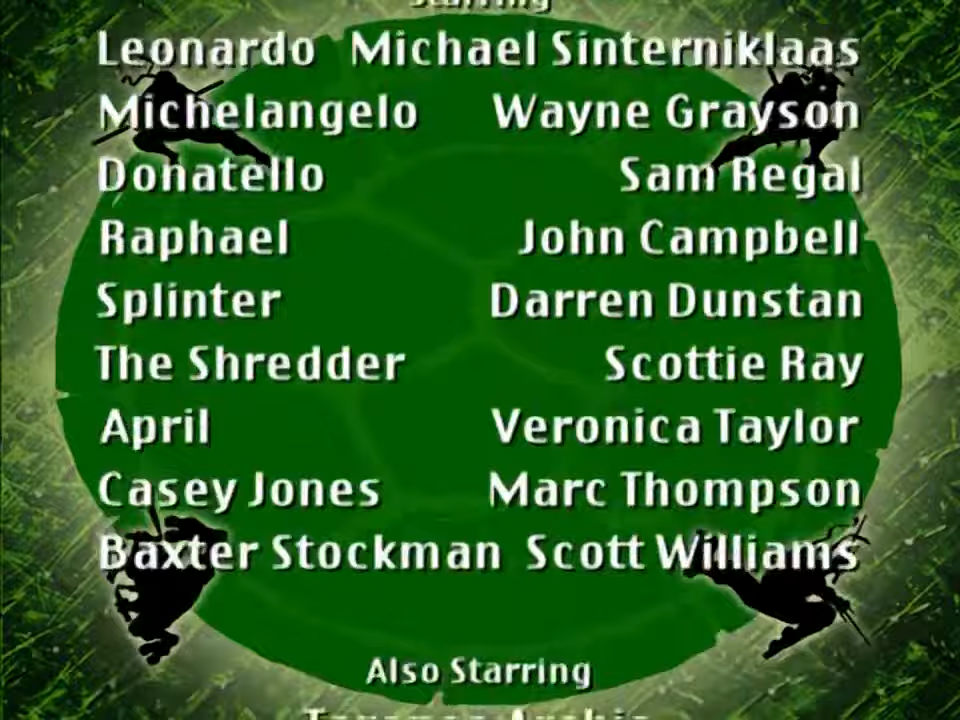 Starring
Leonardo Michael Sinterniklaas
Michelangelo Wayne Grayson
Donatello Sam Regal
Raphael John Campbell
Splinter Darren Dunstan
The Shredder Scottie Ray
April Veronica Taylor
Casey Jones Marc Thompson
Baxter Stockman Scott Williams
Also Starring